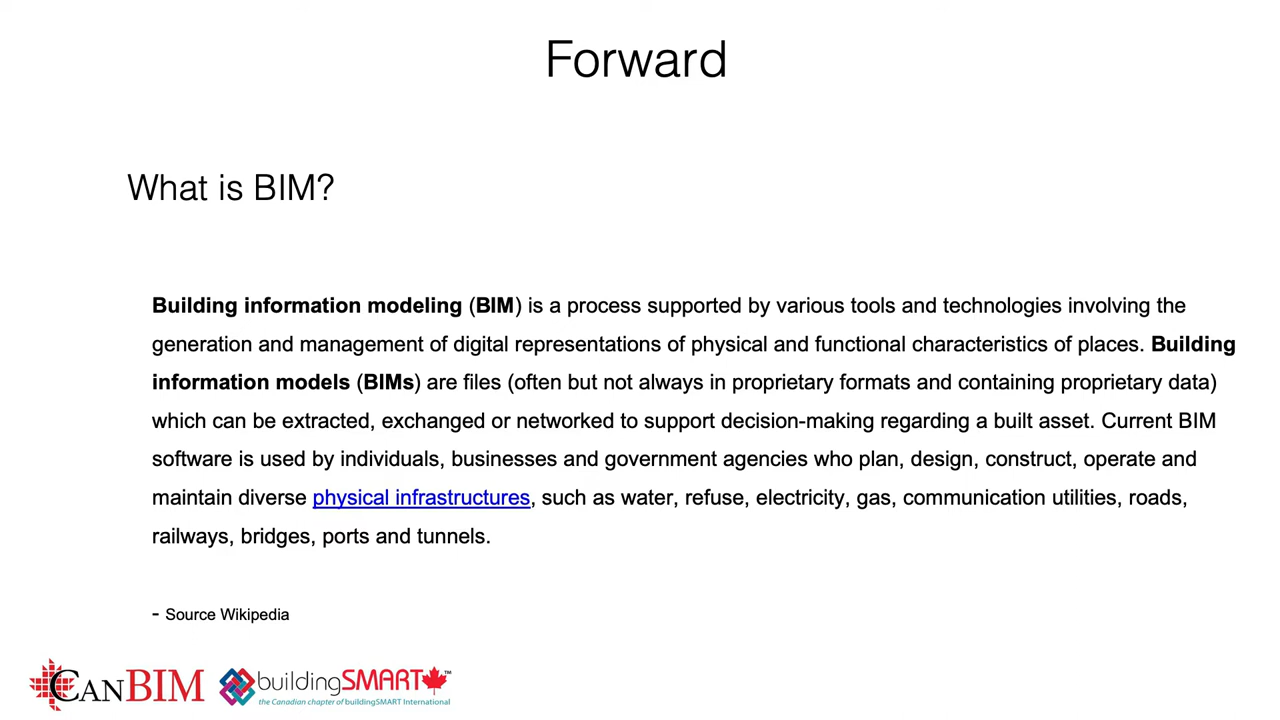 Forward
What is BIM?
Building information modeling (BIM) is a process supported by various tools and technologies involving the
generation and management of digital representations of physical and functional characteristics of places. Building
information models (BIMs) are files (often but not always in proprietary formats and containing proprietary data)
which can be extracted, exchanged or networked to support decision-making regarding a built asset. Current BIM
software is used by individuals, businesses and government agencies who plan, design, construct, operate and
maintain diverse physical infrastructures, such as water, refuse, electricity, gas, communication utilities, roads,
railways, bridges, ports and tunnels.
- Source Wikipedia
CANBIM
buildingSMART™
the Canadian chapter of buildingSMART International